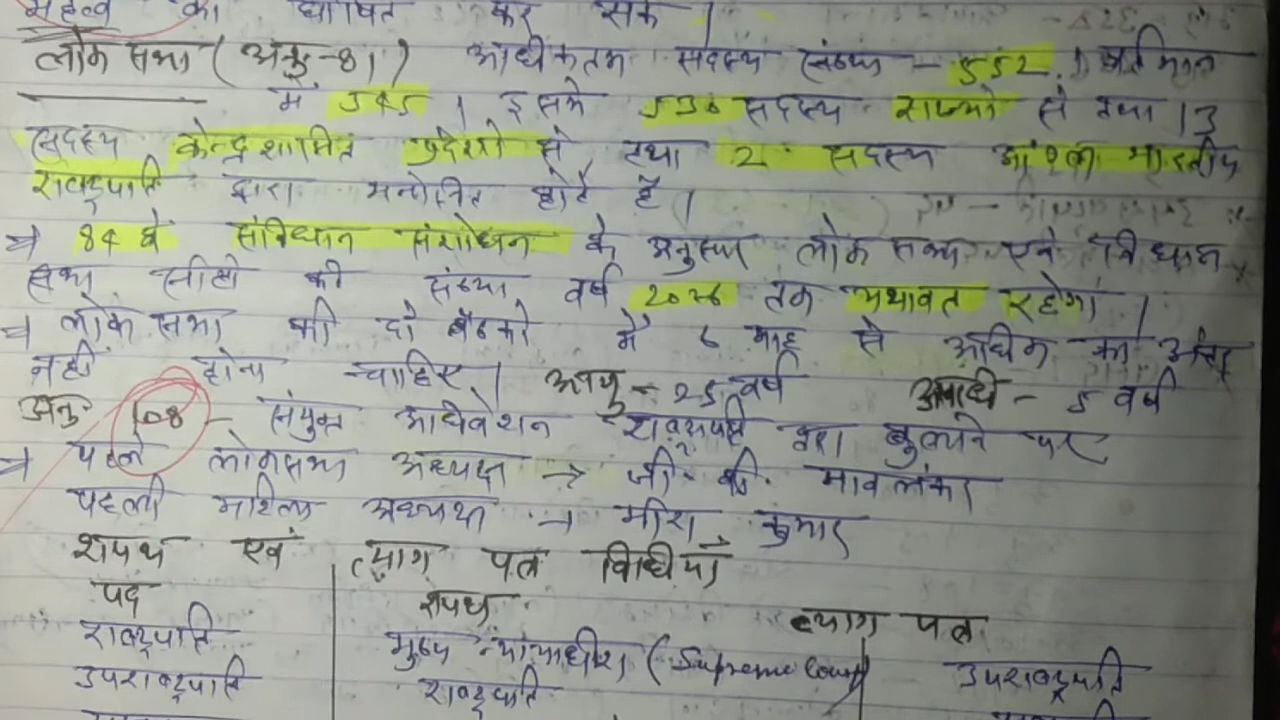 महत्व का घोषित कर सके।
लोक सभा (अनु-81) अधिकतम सदस्य संख्या - 552। वर्तमान
में 545। इसमे 530 सदस्य राज्यो से तथा 13
सदस्य केन्द्रशासित प्रदेशो से तथा 2 सदस्य आंग्ल भारतीय
राष्ट्रपति द्वारा मनोनित होते हैं।
⇒ 84 वे संविधान संशोधन के अनुसार लोक सभा एवं विधान
सभा सीटो की संख्या वर्ष 2026 तक यथावत रहेगा।
⇒ लोक सभा की दो बैठको में 6 माह से अधिक का अंतर
नहीं होना चाहिए। आयु - 25 वर्ष अवधि - 5 वर्ष
अनु॰ 108 - संयुक्त अधिवेशन राष्ट्रपति द्वारा बुलाने पर
⇒ पहले लोकसभा अध्यक्ष → जी॰ वी॰ मावलंकर
पहली महिला अध्यक्ष → मीरा कुमार
शपथ एवं त्याग पत्र विधियाँ
पद शपथ त्याग पत्र
राष्ट्रपति मुख्य न्यायाधीश (Supreme Court) उपराष्ट्रपति
उपराष्ट्रपति राष्ट्रपति